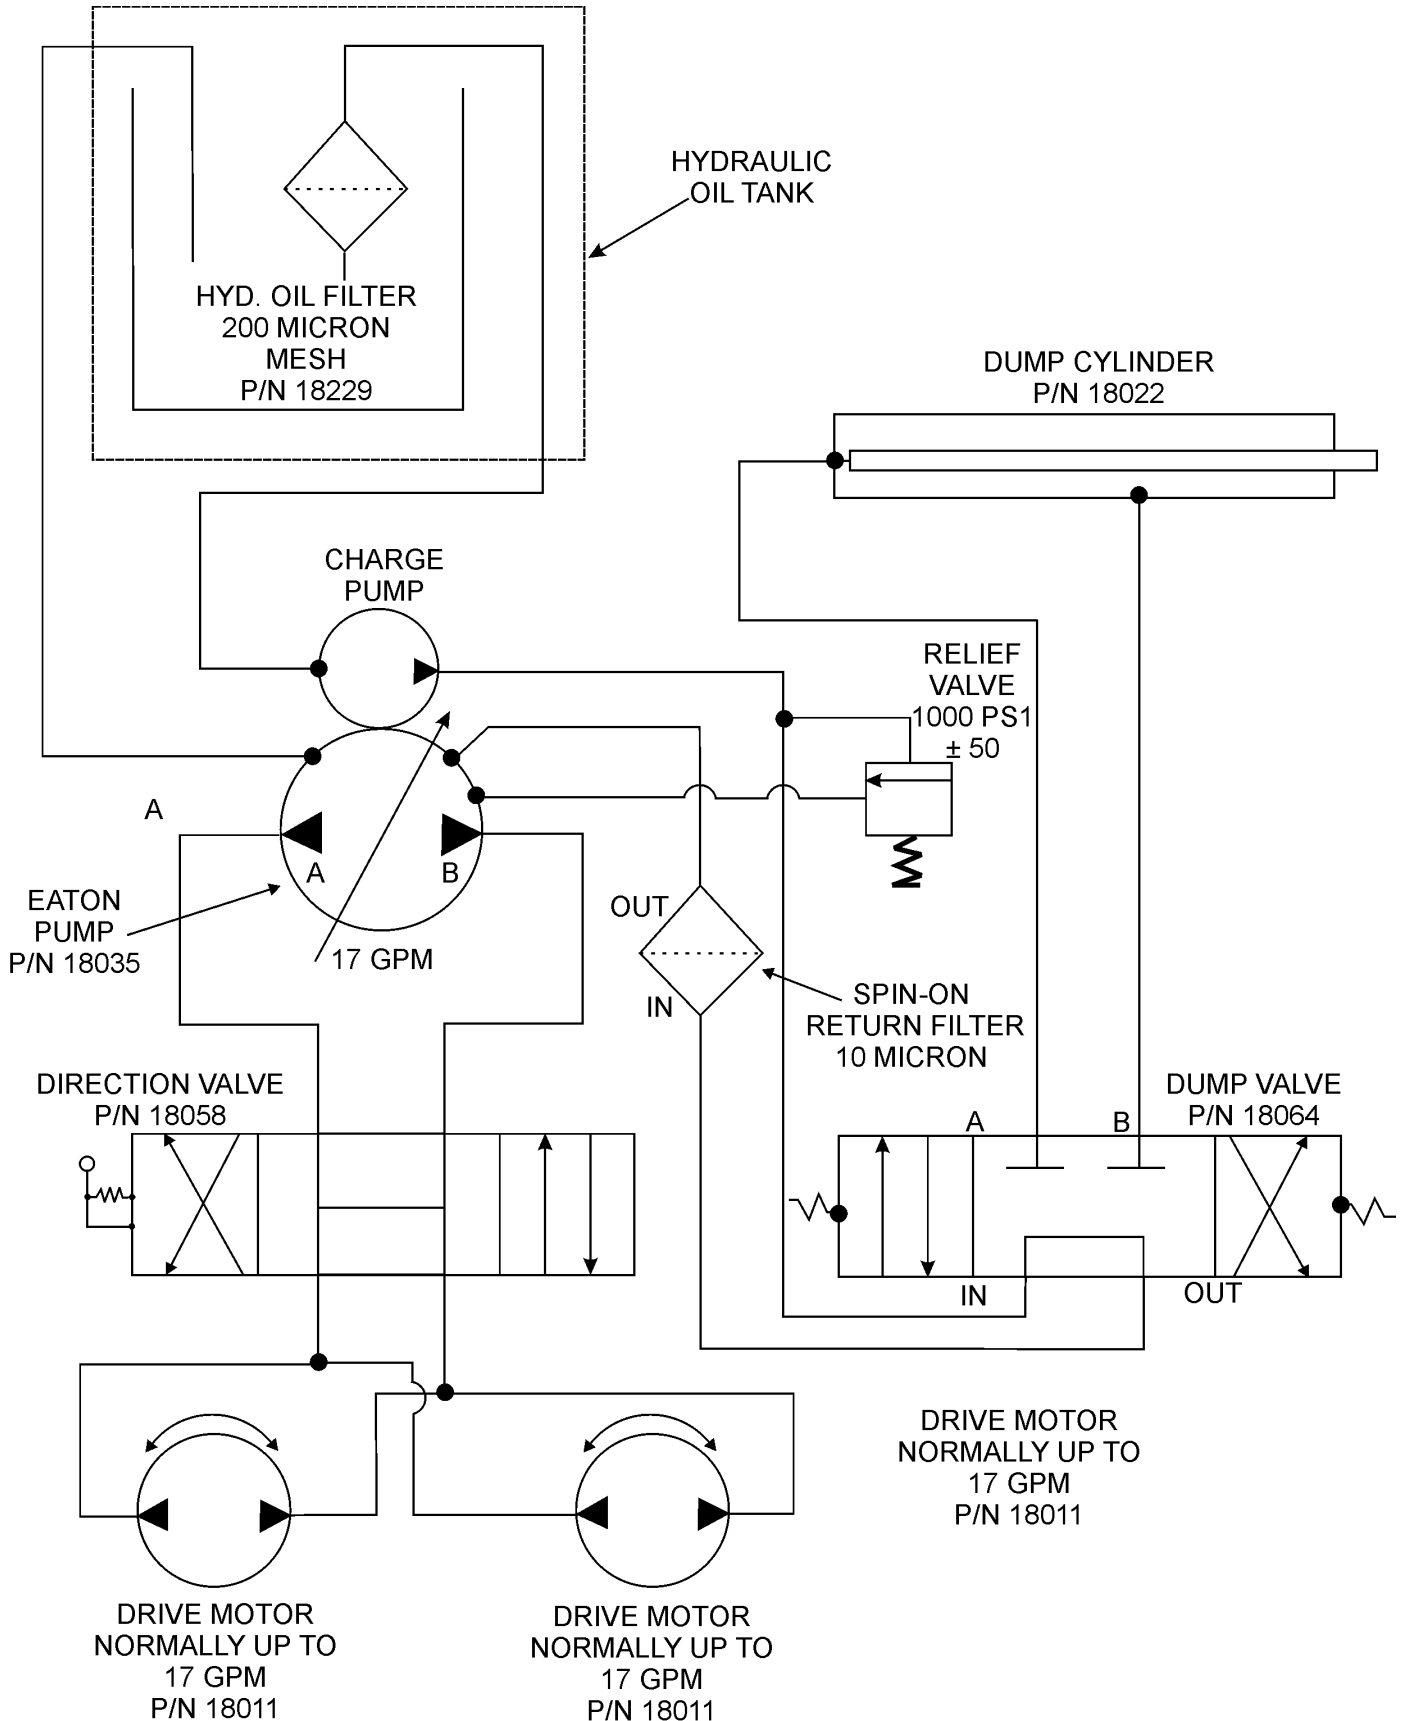 HYDRAULIC
OIL TANK
HYD. OIL FILTER
200 MICRON
MESH
P/N 18229
DUMP CYLINDER
P/N 18022
CHARGE
PUMP
RELIEF
VALVE
1000 PS1
± 50
A
A
B
EATON
PUMP
P/N 18035
17 GPM
OUT
IN
SPIN-ON
RETURN FILTER
10 MICRON
DIRECTION VALVE
P/N 18058
DUMP VALVE
P/N 18064
A
B
IN
OUT
DRIVE MOTOR
NORMALLY UP TO
17 GPM
P/N 18011
DRIVE MOTOR
NORMALLY UP TO
17 GPM
P/N 18011
DRIVE MOTOR
NORMALLY UP TO
17 GPM
P/N 18011